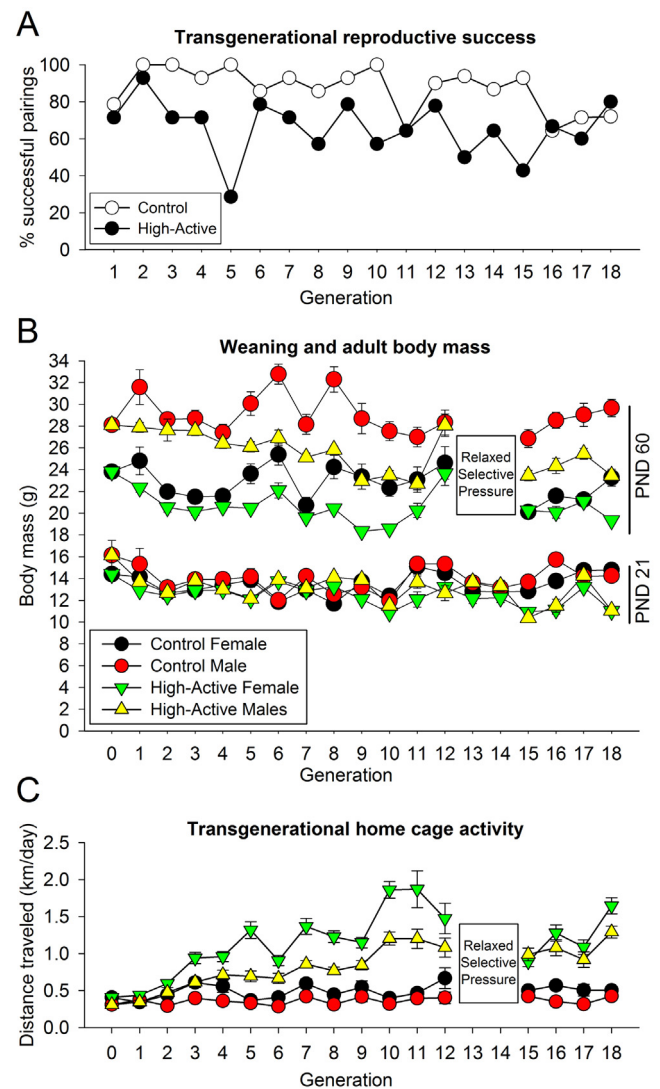 A
Transgenerational reproductive success
% successful pairings
100
80
60
40
20
0
Control
High-Active
1 2 3 4 5 6 7 8 9 10 11 12 13 14 15 16 17 18
Generation
B
Weaning and adult body mass
Body mass (g)
34
32
30
28
26
24
22
20
18
16
14
12
10
8
6
4
2
0
Relaxed
Selective
Pressure
PND 60
PND 21
Control Female
Control Male
High-Active Female
High-Active Males
0 1 2 3 4 5 6 7 8 9 10 11 12 13 14 15 16 17 18
Generation
C
Transgenerational home cage activity
Distance traveled (km/day)
2.5
2.0
1.5
1.0
0.5
0.0
Relaxed
Selective
Pressure
0 1 2 3 4 5 6 7 8 9 10 11 12 13 14 15 16 17 18
Generation